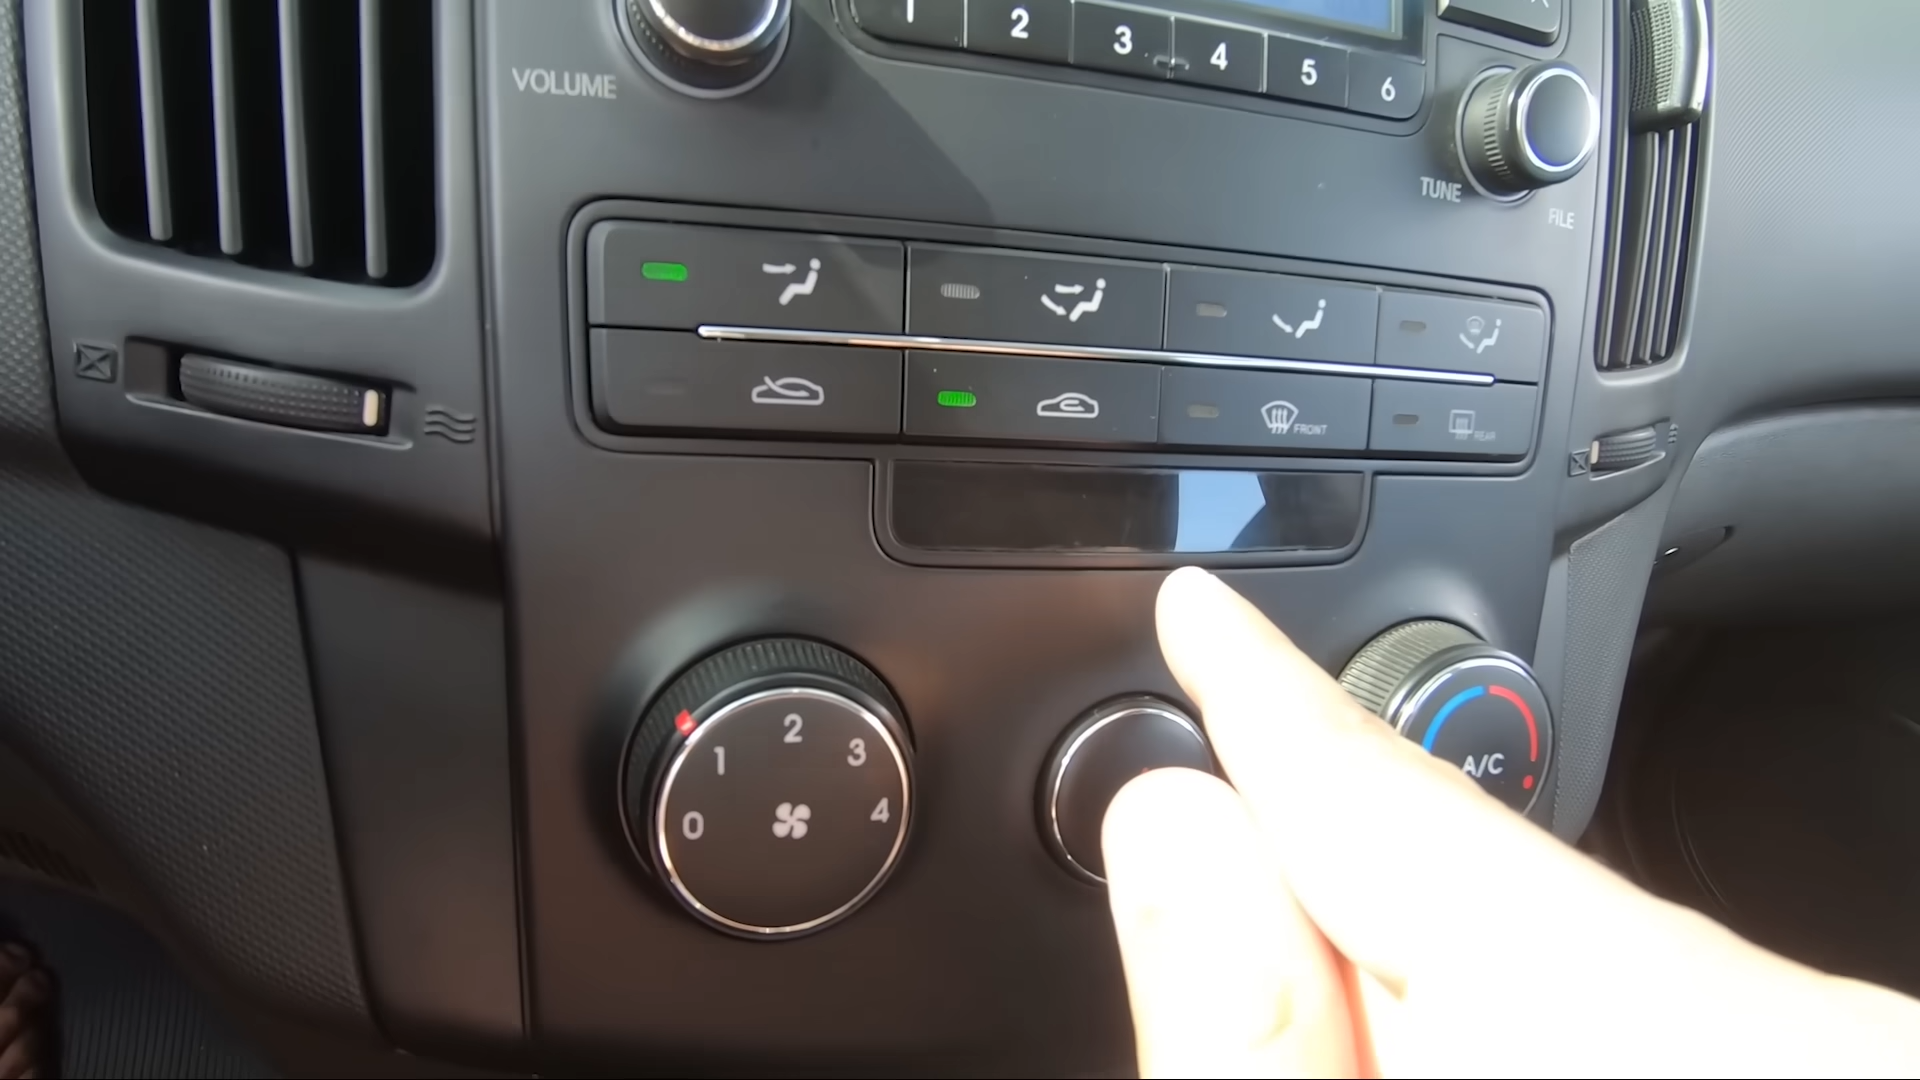 VOLUME
1 2 3 4 5 6
TUNE
FILE
FRONT
REAR
0 1 2 3 4
A/C